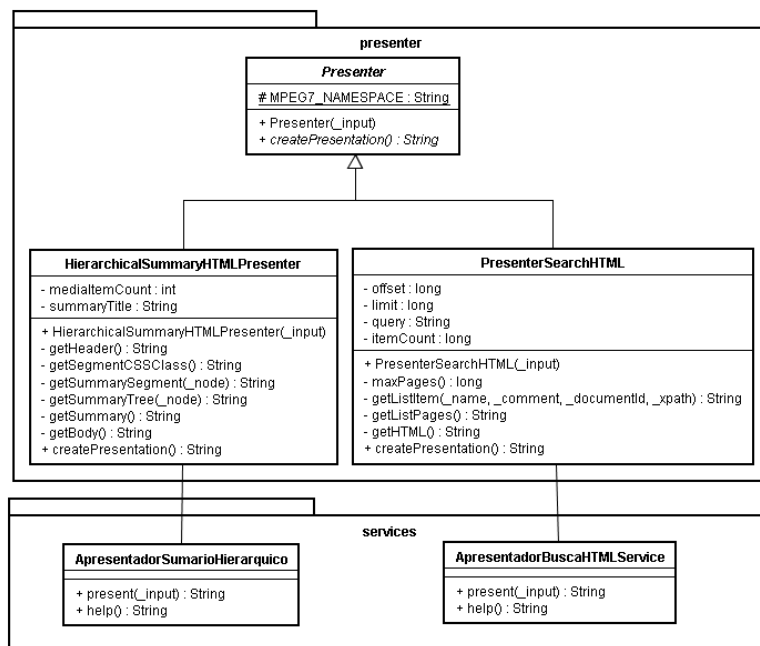 presenter
Presenter
# MPEG7_NAMESPACE : String
+ Presenter(_input)
+ createPresentation() : String
HierarchicalSummaryHTMLPresenter
- mediaItemCount : int
- summaryTitle : String
+ HierarchicalSummaryHTMLPresenter(_input)
- getHeader() : String
- getSegmentCSSClass() : String
- getSummarySegment(_node) : String
- getSummaryTree(_node) : String
- getSummary() : String
- getBody() : String
+ createPresentation() : String
PresenterSearchHTML
- offset : long
- limit : long
- query : String
- itemCount : long
+ PresenterSearchHTML(_input)
- maxPages() : long
- getListItem(_name, _comment, _documentId, _xpath) : String
- getListPages() : String
- getHTML() : String
+ createPresentation() : String
services
ApresentadorSumarioHierarquico
+ present(_input) : String
+ help() : String
ApresentadorBuscaHTMLService
+ present(_input) : String
+ help() : String